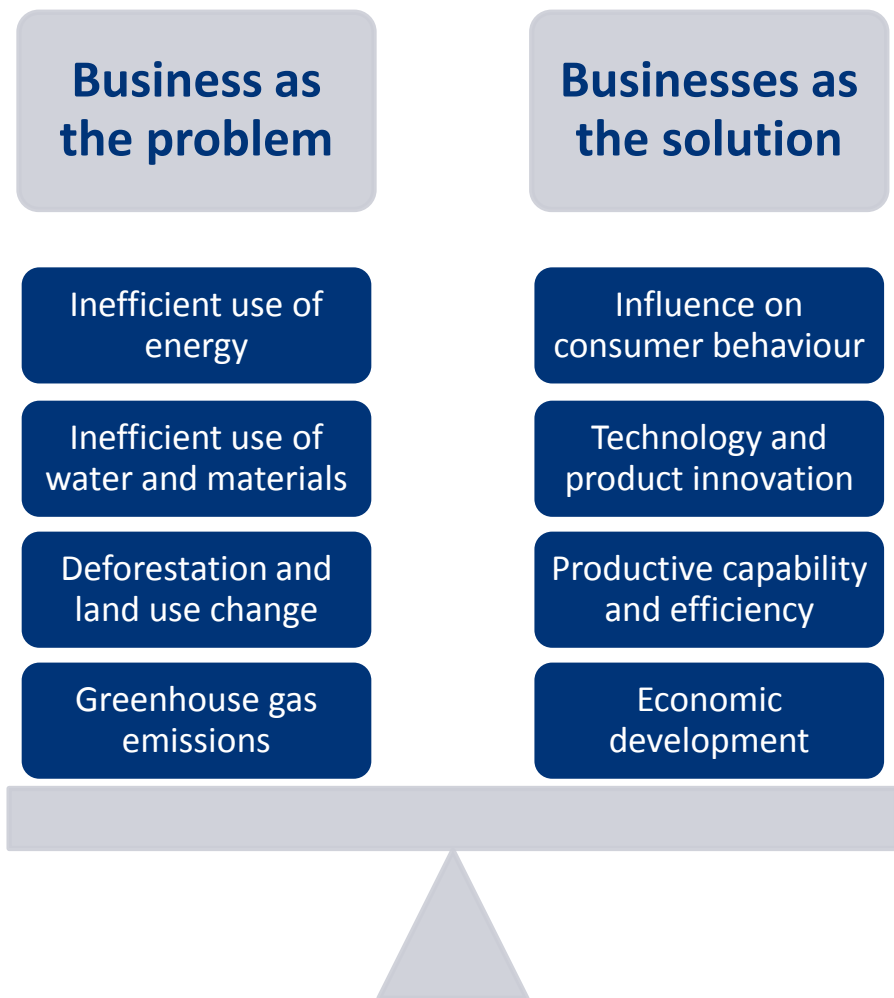 Business as
the problem
Inefficient use of
energy
Inefficient use of
water and materials
Deforestation and
land use change
Greenhouse gas
emissions
Businesses as
the solution
Influence on
consumer behaviour
Technology and
product innovation
Productive capability
and efficiency
Economic
development